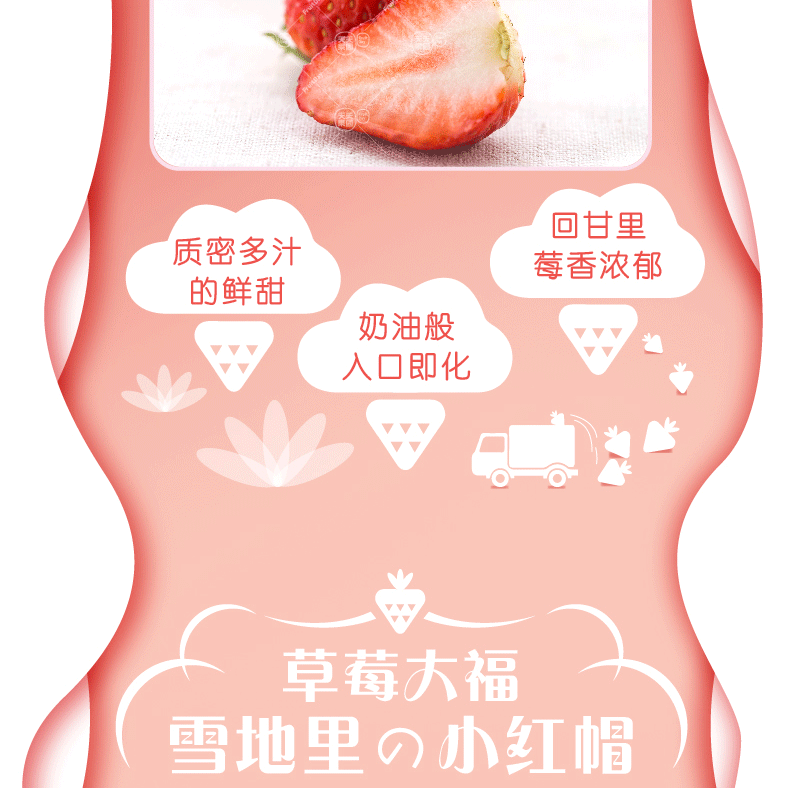 质密多汁
的鲜甜
奶油般
入口即化
回甘里
莓香浓郁
草莓大福
雪地里の小红帽